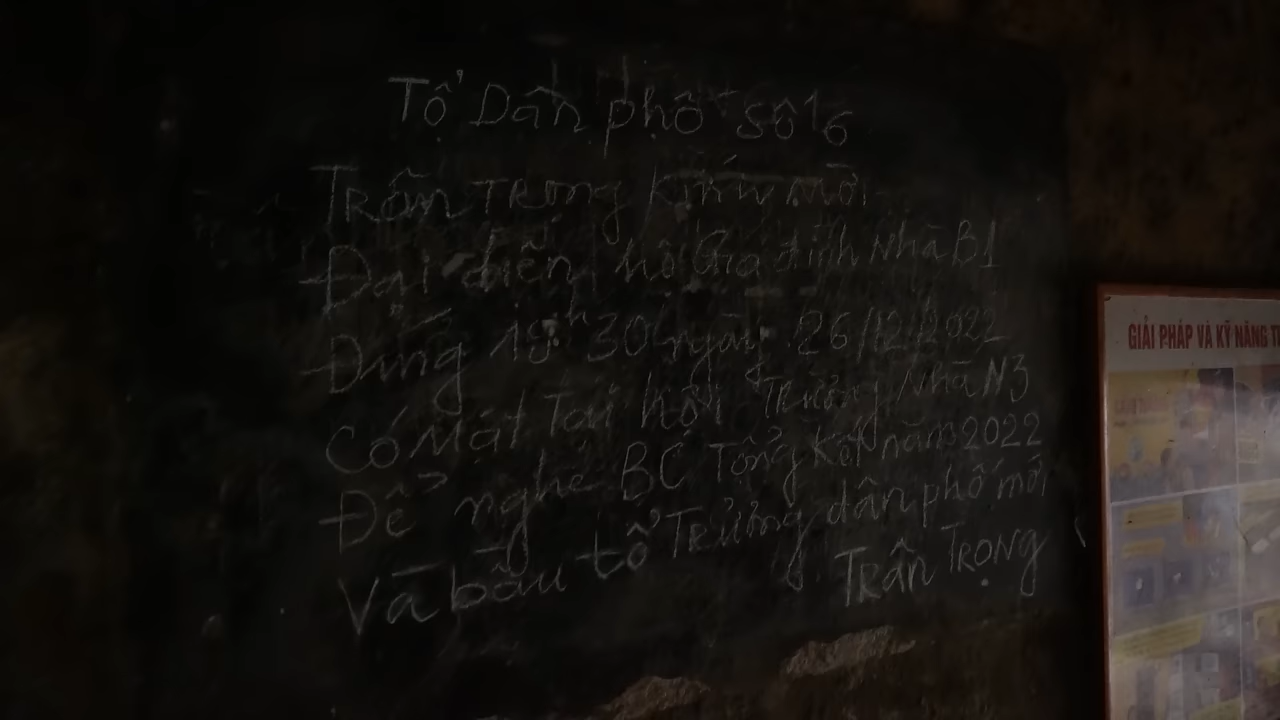 Tổ Dân phố số 16
Trân Trọng kính mời
Đại diện hộ Gia đình Nhà B1
Đúng 19h30 ngày 26/12/2022
Có Mặt Tại hội Trường Nhà N3
Để nghe BC Tổng Kết năm 2022
Và bầu tổ Trưởng dân phố mới
Trân Trọng
GIẢI PHÁP VÀ KỸ NĂNG T